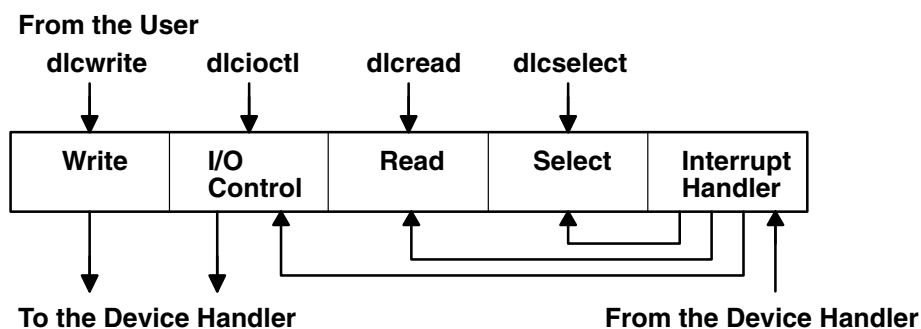 From the User
dlcwrite dlcioctl dlcread dlcselect
Write I/O Read Select Interrupt
Control Handler
To the Device Handler From the Device Handler